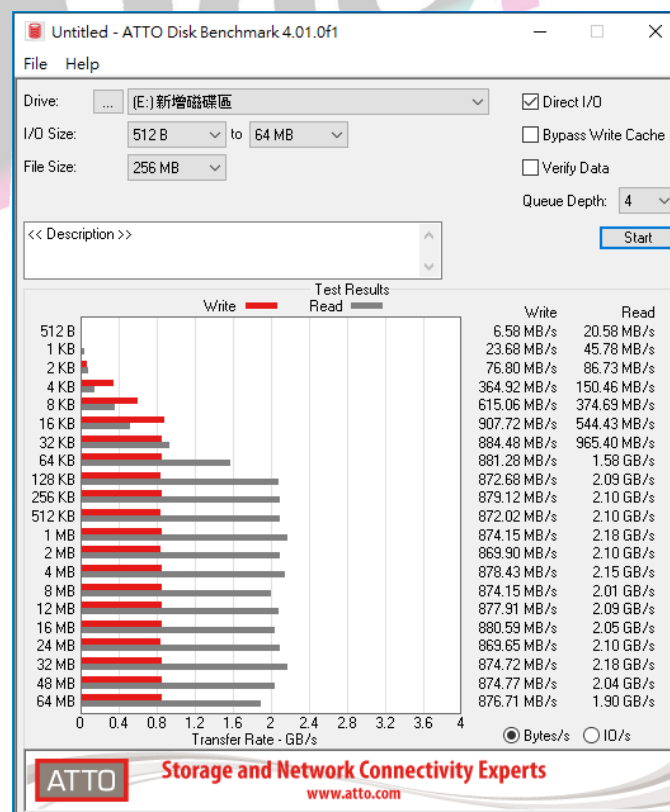 Untitled - ATTO Disk Benchmark 4.01.0f1
File Help
Drive: ... (E:)新增磁碟區
Direct I/O
I/O Size: 512 B to 64 MB
Bypass Write Cache
File Size: 256 MB
Verify Data
Queue Depth: 4
<< Description >>
Start
Test Results
Write Read
Write Read
512 B 6.58 MB/s 20.58 MB/s
1 KB 23.68 MB/s 45.78 MB/s
2 KB 76.80 MB/s 86.73 MB/s
4 KB 364.92 MB/s 150.46 MB/s
8 KB 615.06 MB/s 374.69 MB/s
16 KB 907.72 MB/s 544.43 MB/s
32 KB 884.48 MB/s 965.40 MB/s
64 KB 881.28 MB/s 1.58 GB/s
128 KB 872.68 MB/s 2.09 GB/s
256 KB 879.12 MB/s 2.10 GB/s
512 KB 872.02 MB/s 2.10 GB/s
1 MB 874.15 MB/s 2.18 GB/s
2 MB 869.90 MB/s 2.10 GB/s
4 MB 878.43 MB/s 2.15 GB/s
8 MB 874.15 MB/s 2.01 GB/s
12 MB 877.91 MB/s 2.09 GB/s
16 MB 880.59 MB/s 2.05 GB/s
24 MB 869.65 MB/s 2.10 GB/s
32 MB 874.72 MB/s 2.18 GB/s
48 MB 874.77 MB/s 2.04 GB/s
64 MB 876.71 MB/s 1.90 GB/s
0 0.4 0.8 1.2 1.6 2 2.4 2.8 3.2 3.6 4
Transfer Rate - GB/s
Bytes/s IO/s
ATTO
Storage and Network Connectivity Experts
www.atto.com